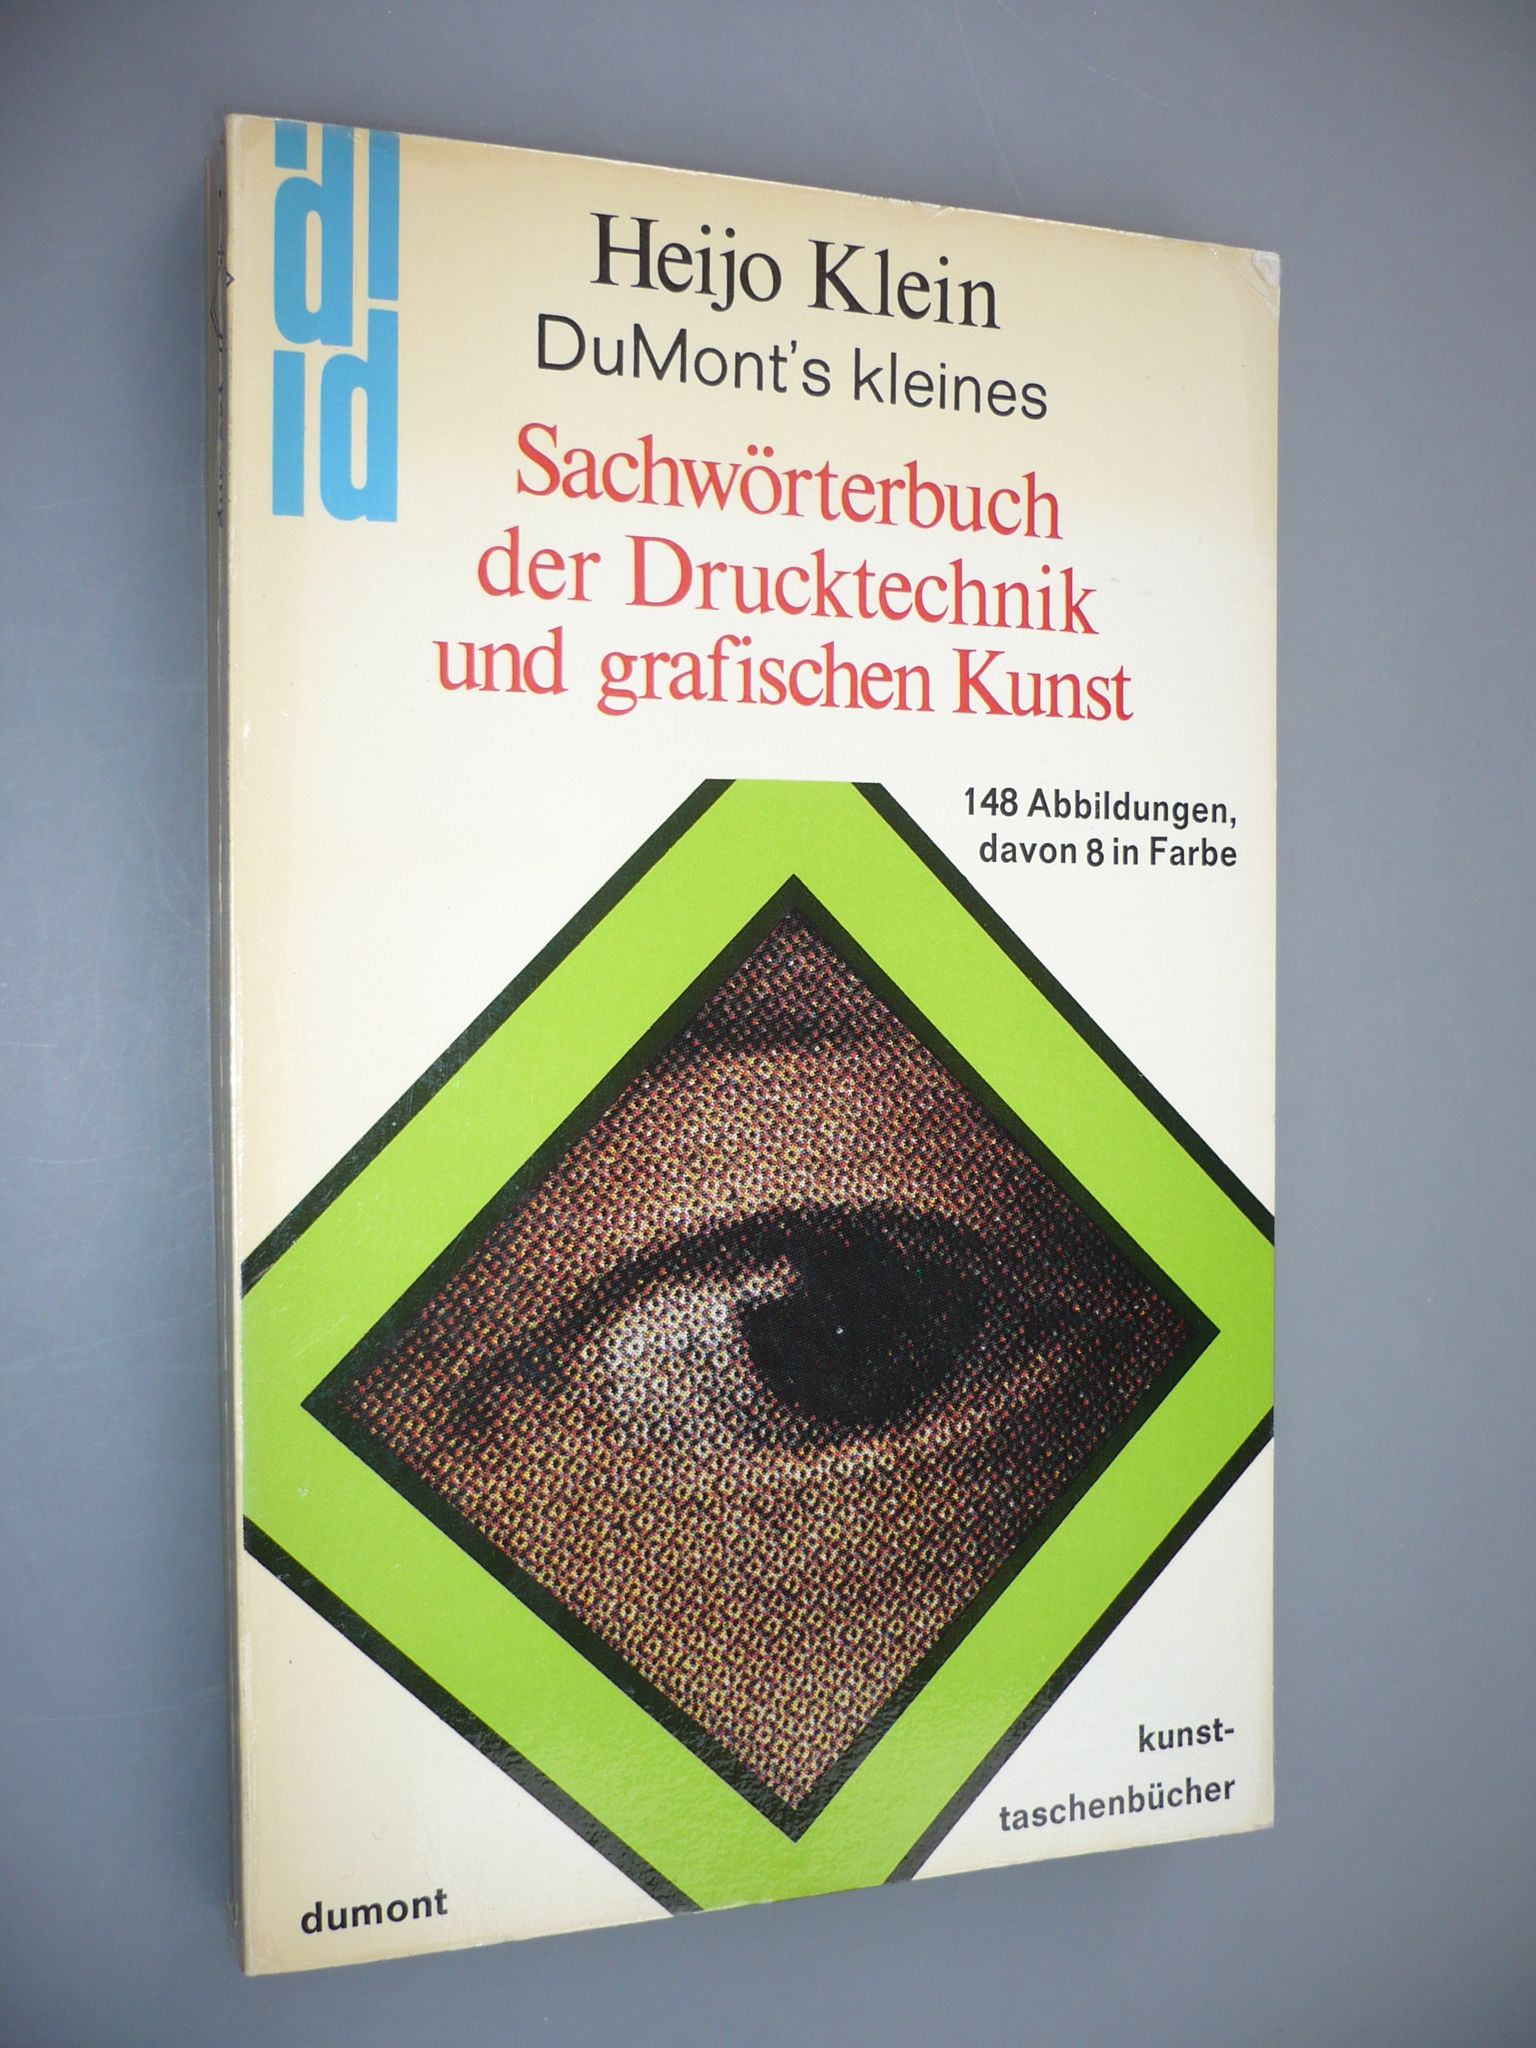 Heijo Klein
DuMont's kleines
Sachwörterbuch
der Drucktechnik
und grafischen Kunst
148 Abbildungen,
davon 8 in Farbe
kunst-
taschenbücher
dumont